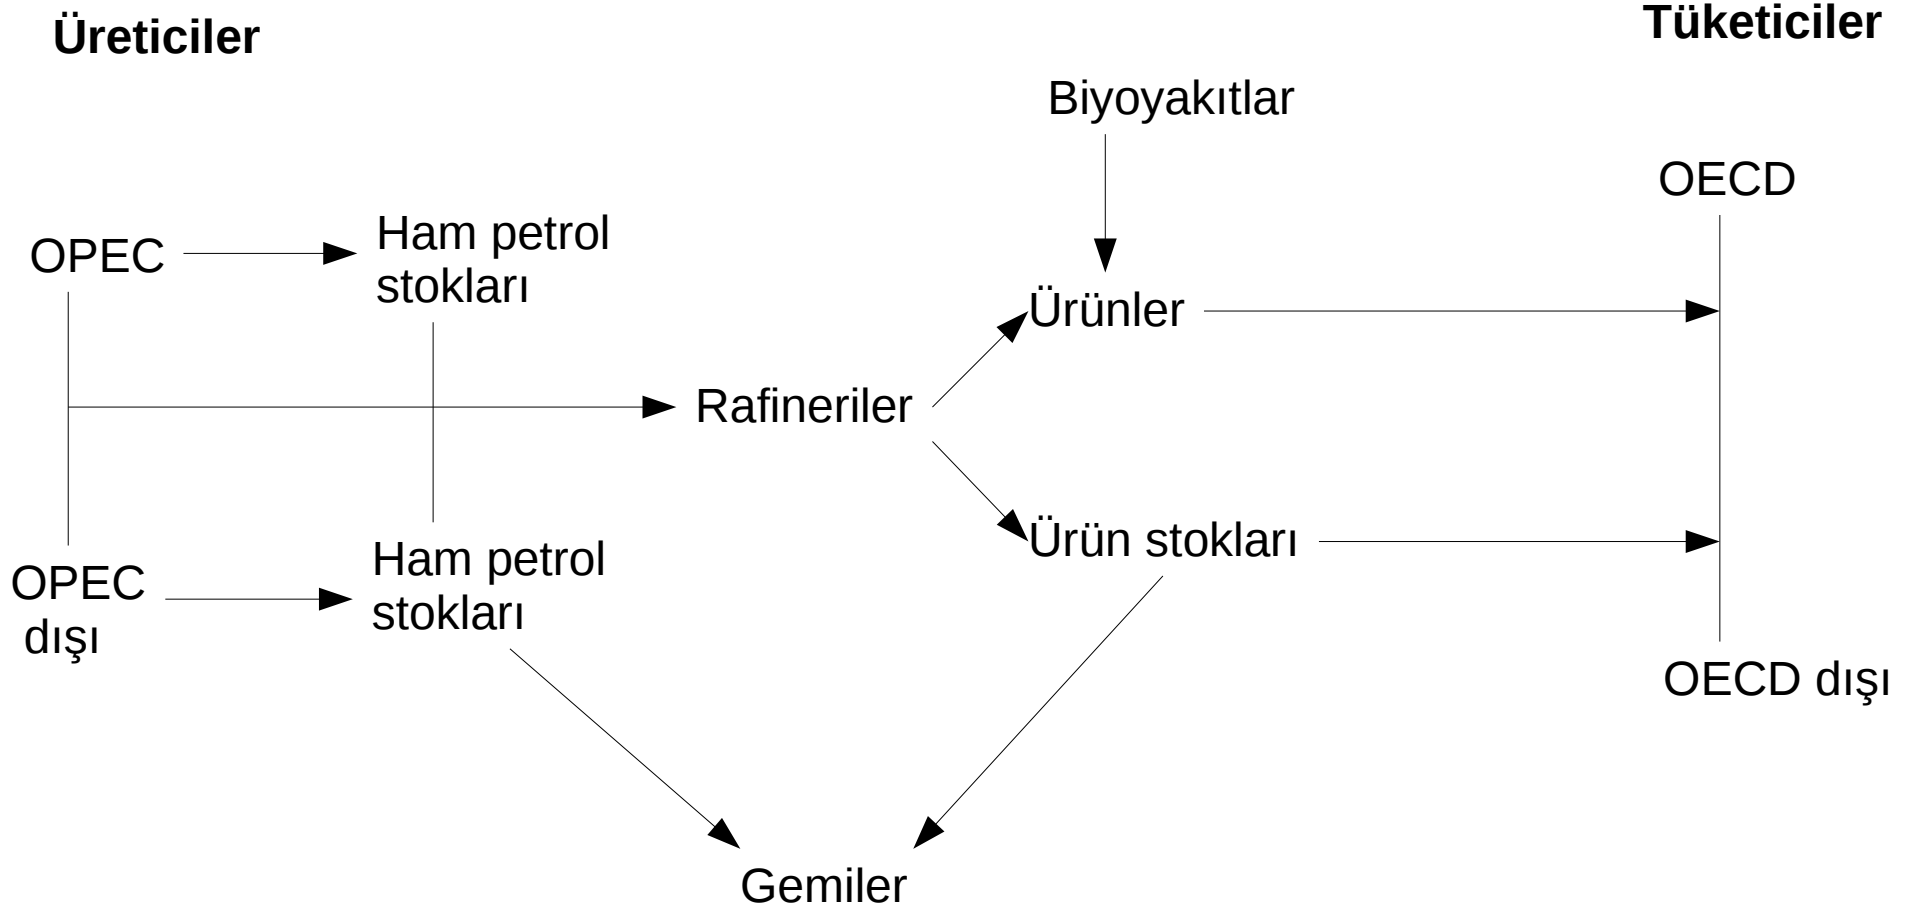 Üreticiler
Tüketiciler
Biyoyakıtlar
OECD
OPEC
Ham petrol
stokları
Ürünler
Rafineriler
Ürün stokları
Ham petrol
stokları
OPEC
dışı
OECD dışı
Gemiler